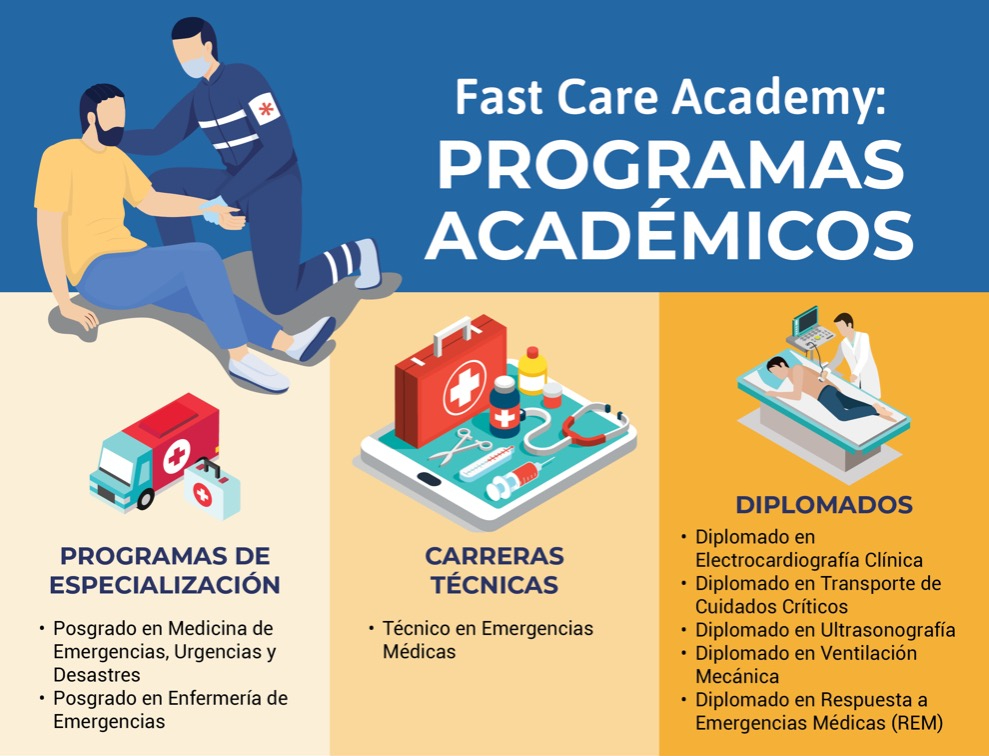 Fast Care Academy:
PROGRAMAS
ACADÉMICOS
PROGRAMAS DE
ESPECIALIZACIÓN
• Posgrado en Medicina de
Emergencias, Urgencias y
Desastres
• Posgrado en Enfermería de
Emergencias
CARRERAS
TÉCNICAS
• Técnico en Emergencias
Médicas
DIPLOMADOS
• Diplomado en
Electrocardiografía Clínica
• Diplomado en Transporte de
Cuidados Críticos
• Diplomado en Ultrasonografía
• Diplomado en Ventilación
Mecánica
• Diplomado en Respuesta a
Emergencias Médicas (REM)